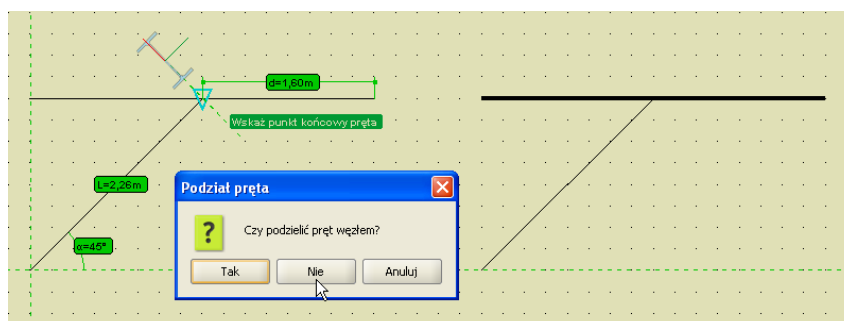 d=1,60m
Wskaż punkt końcowy pręta
L=2,26m
α=45°
Podział pręta
?
Czy podzielić pręt węzłem?
Tak Nie Anuluj